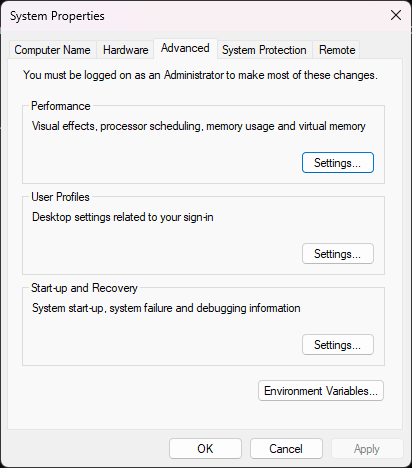 System Properties
Computer Name
Hardware
Advanced
System Protection
Remote
You must be logged on as an Administrator to make most of these changes.
Performance
Visual effects, processor scheduling, memory usage and virtual memory
Settings...
User Profiles
Desktop settings related to your sign-in
Settings...
Start-up and Recovery
System start-up, system failure and debugging information
Settings...
Environment Variables...
OK
Cancel
Apply